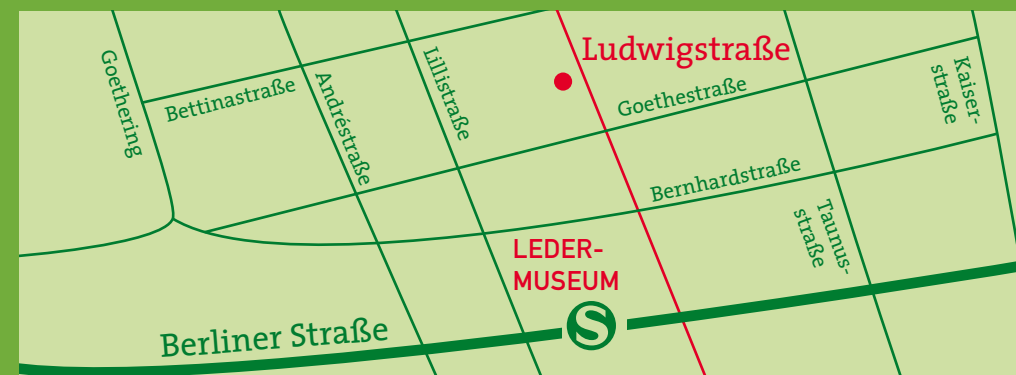 Ludwigstraße
Goethering
Bettinastraße
Andréstraße
Lillistraße
Goethestraße
Kaiser-
straße
Bernhardstraße
Taunus-
straße
LEDER-
MUSEUM
S
Berliner Straße